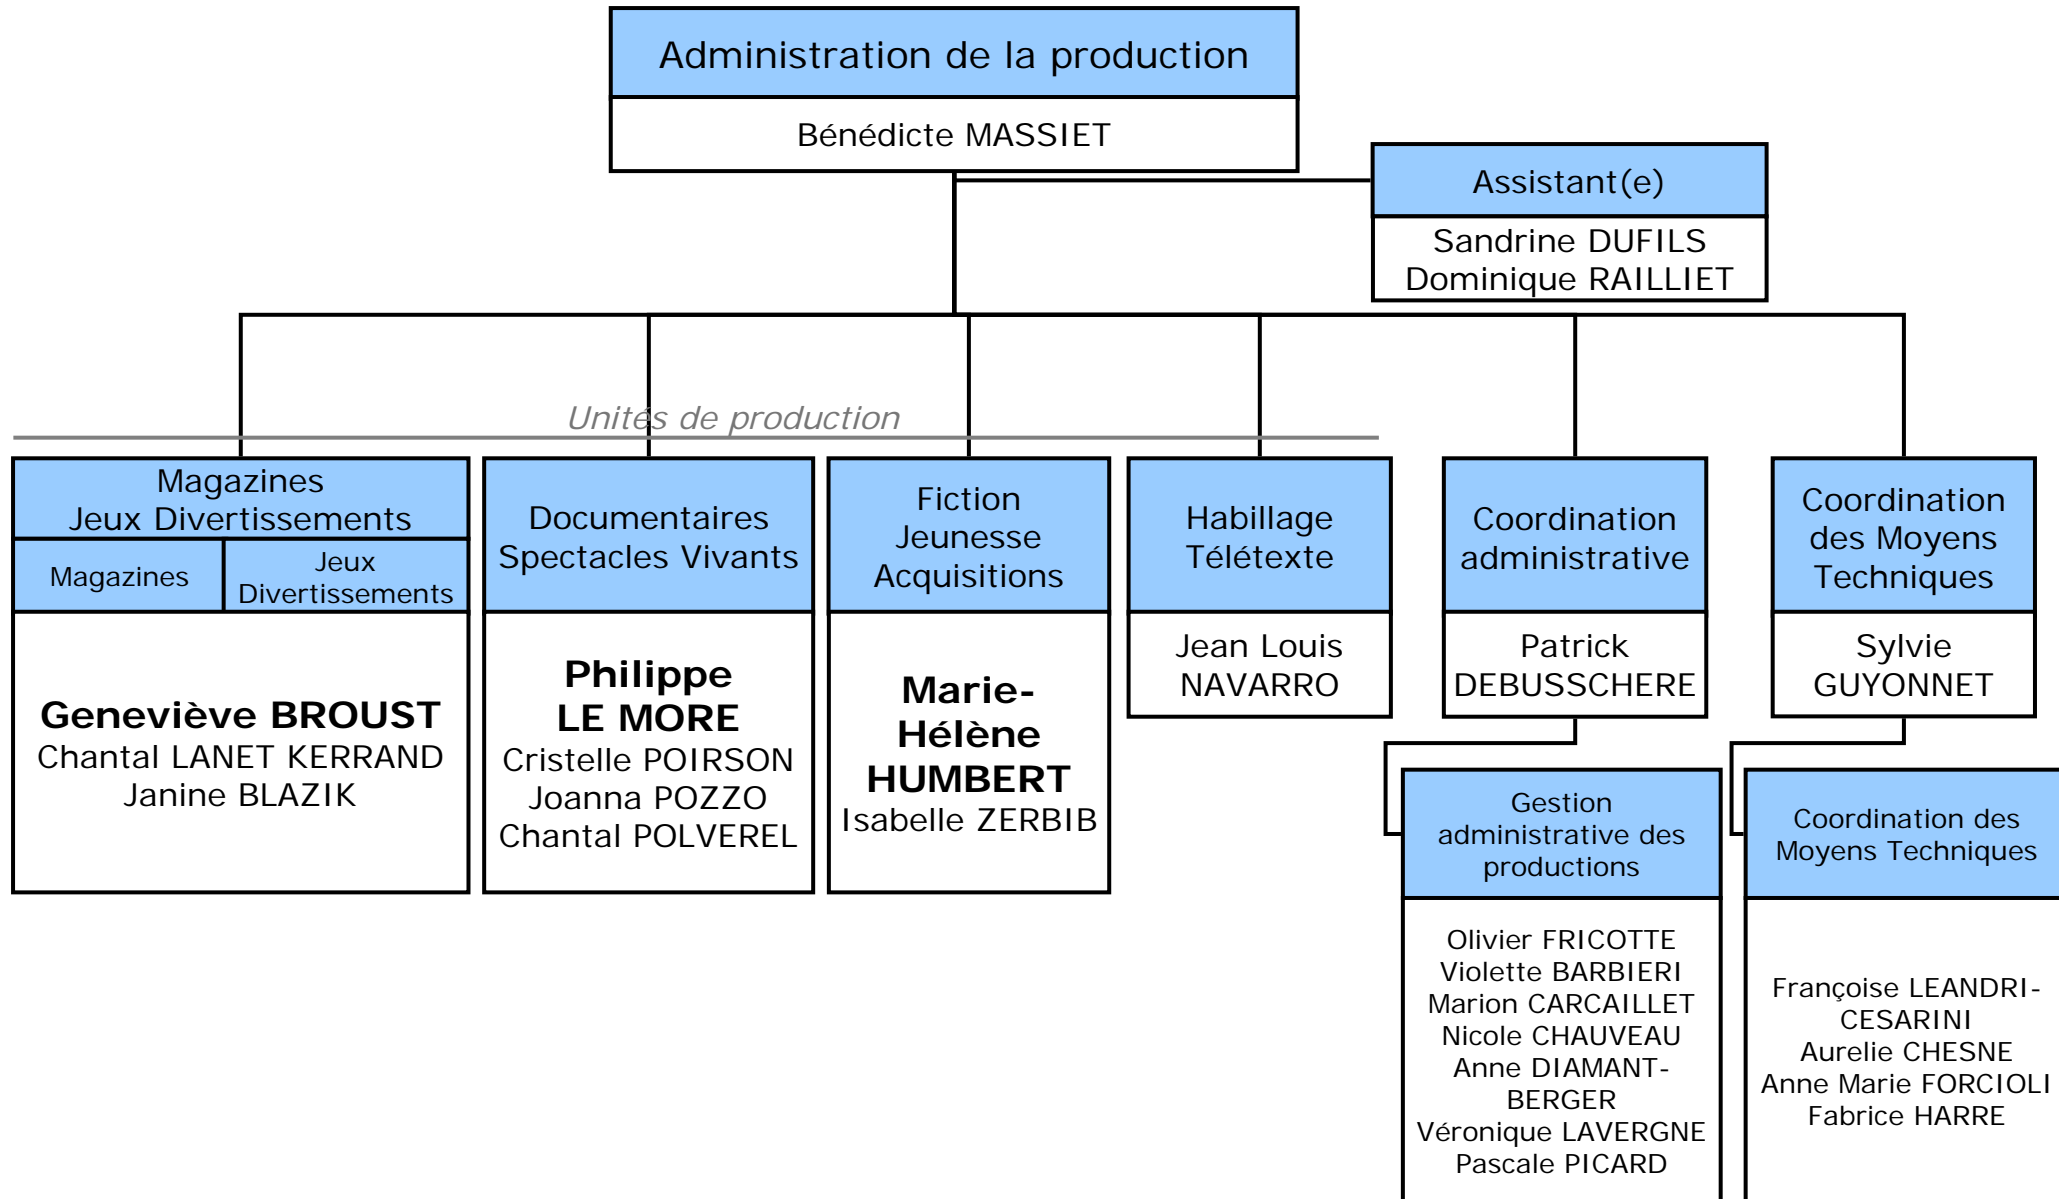 Administration de la production
Bénédicte MASSIET
Assistant(e)
Sandrine DUFILS
Dominique RAILLIET
Unités de production
Magazines
Jeux Divertissements
Magazines
Jeux
Divertissements
Geneviève BROUST
Chantal LANET KERRAND
Janine BLAZIK
Documentaires
Spectacles Vivants
Philippe
LE MORE
Cristelle POIRSON
Joanna POZZO
Chantal POLVEREL
Fiction
Jeunesse
Acquisitions
Marie-
Hélène
HUMBERT
Isabelle ZERBIB
Habillage
Télétexte
Jean Louis
NAVARRO
Coordination
administrative
Patrick
DEBUSSCHERE
Gestion
administrative des
productions
Olivier FRICOTTE
Violette BARBIERI
Marion CARCAILLET
Nicole CHAUVEAU
Anne DIAMANT-
BERGER
Véronique LAVERGNE
Pascale PICARD
Coordination
des Moyens
Techniques
Sylvie
GUYONNET
Coordination des
Moyens Techniques
Françoise LEANDRI-
CESARINI
Aurelie CHESNE
Anne Marie FORCIOLI
Fabrice HARRE